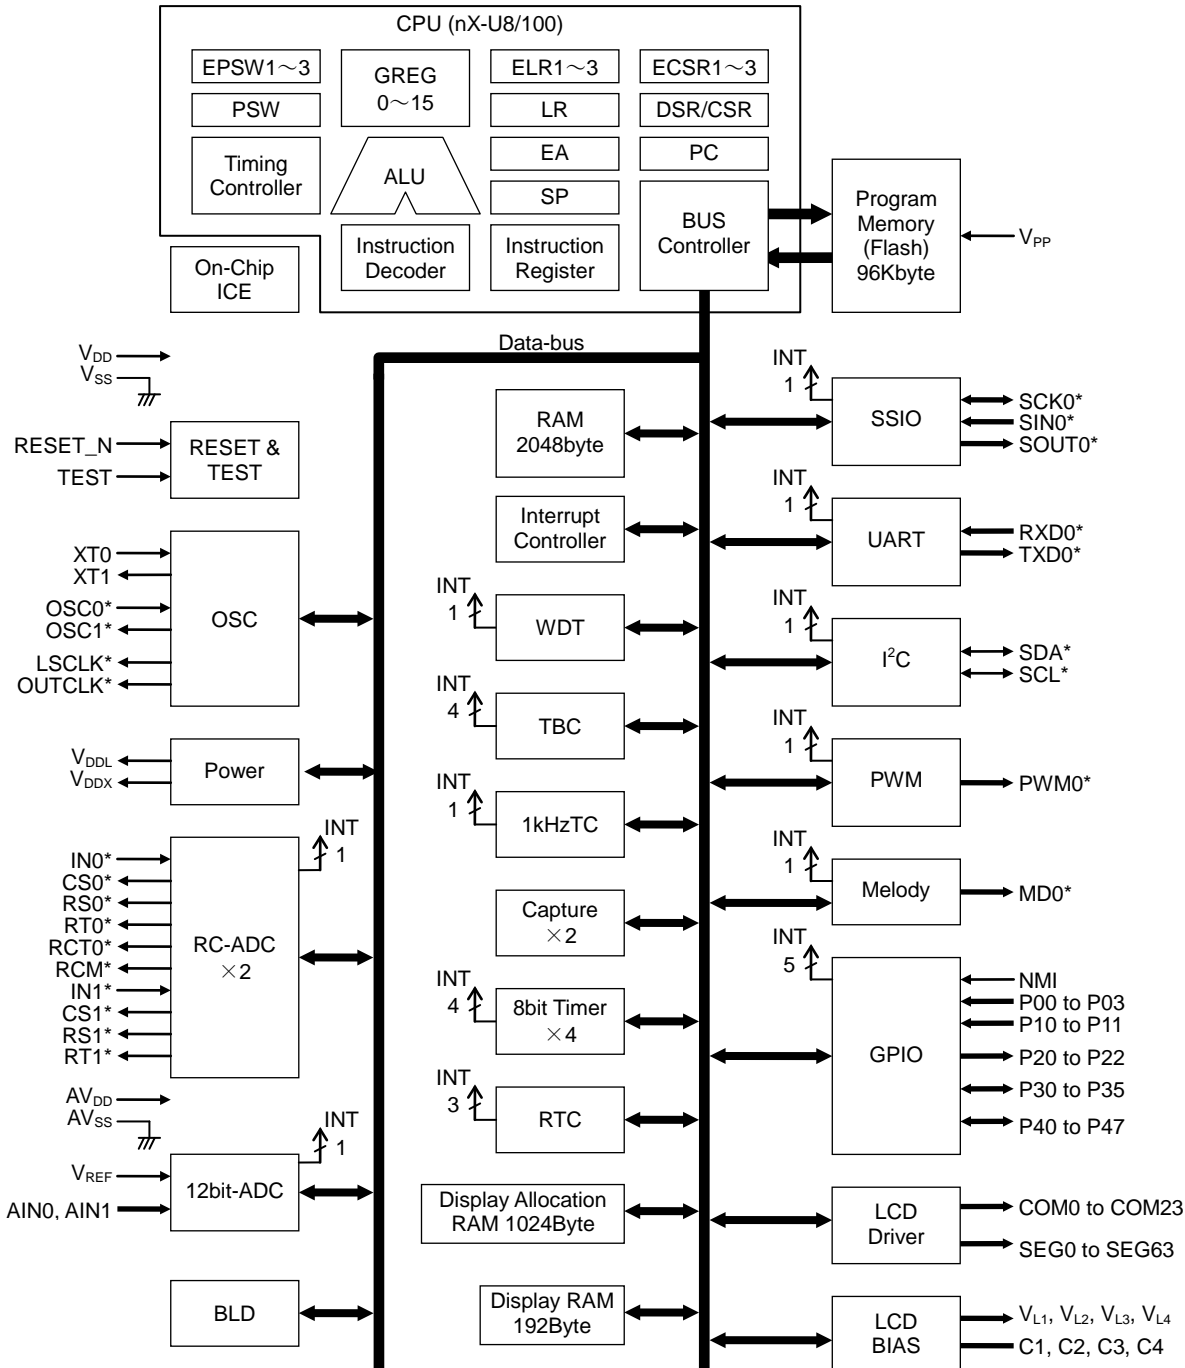 CPU (nX-U8/100)
EPSW1～3
GREG
0～15
ELR1～3
ECSR1～3
PSW
LR
DSR/CSR
Timing
Controller
ALU
EA
PC
SP
BUS
Controller
Program
Memory
(Flash)
96Kbyte
VPP
On-Chip
ICE
Instruction
Decoder
Instruction
Register
Data-bus
VDD
VSS
RESET_N
TEST
RESET &
TEST
XT0
XT1
OSC0*
OSC1*
LSCLK*
OUTCLK*
OSC
VDDL
VDDX
Power
IN0*
CS0*
RS0*
RT0*
RCT0*
RCM*
IN1*
CS1*
RS1*
RT1*
RC-ADC
×2
INT
1
AVDD
AVSS
VREF
AIN0, AIN1
12bit-ADC
INT
1
BLD
RAM
2048byte
Interrupt
Controller
INT
1
WDT
INT
4
TBC
INT
1
1kHzTC
Capture
×2
INT
4
8bit Timer
×4
INT
3
RTC
Display Allocation
RAM 1024Byte
Display RAM
192Byte
INT
1
SSIO
SCK0*
SIN0*
SOUT0*
INT
1
UART
RXD0*
TXD0*
INT
1
I²C
SDA*
SCL*
INT
1
PWM
PWM0*
INT
1
Melody
MD0*
INT
5
GPIO
NMI
P00 to P03
P10 to P11
P20 to P22
P30 to P35
P40 to P47
LCD
Driver
COM0 to COM23
SEG0 to SEG63
LCD
BIAS
VL1, VL2, VL3, VL4
C1, C2, C3, C4